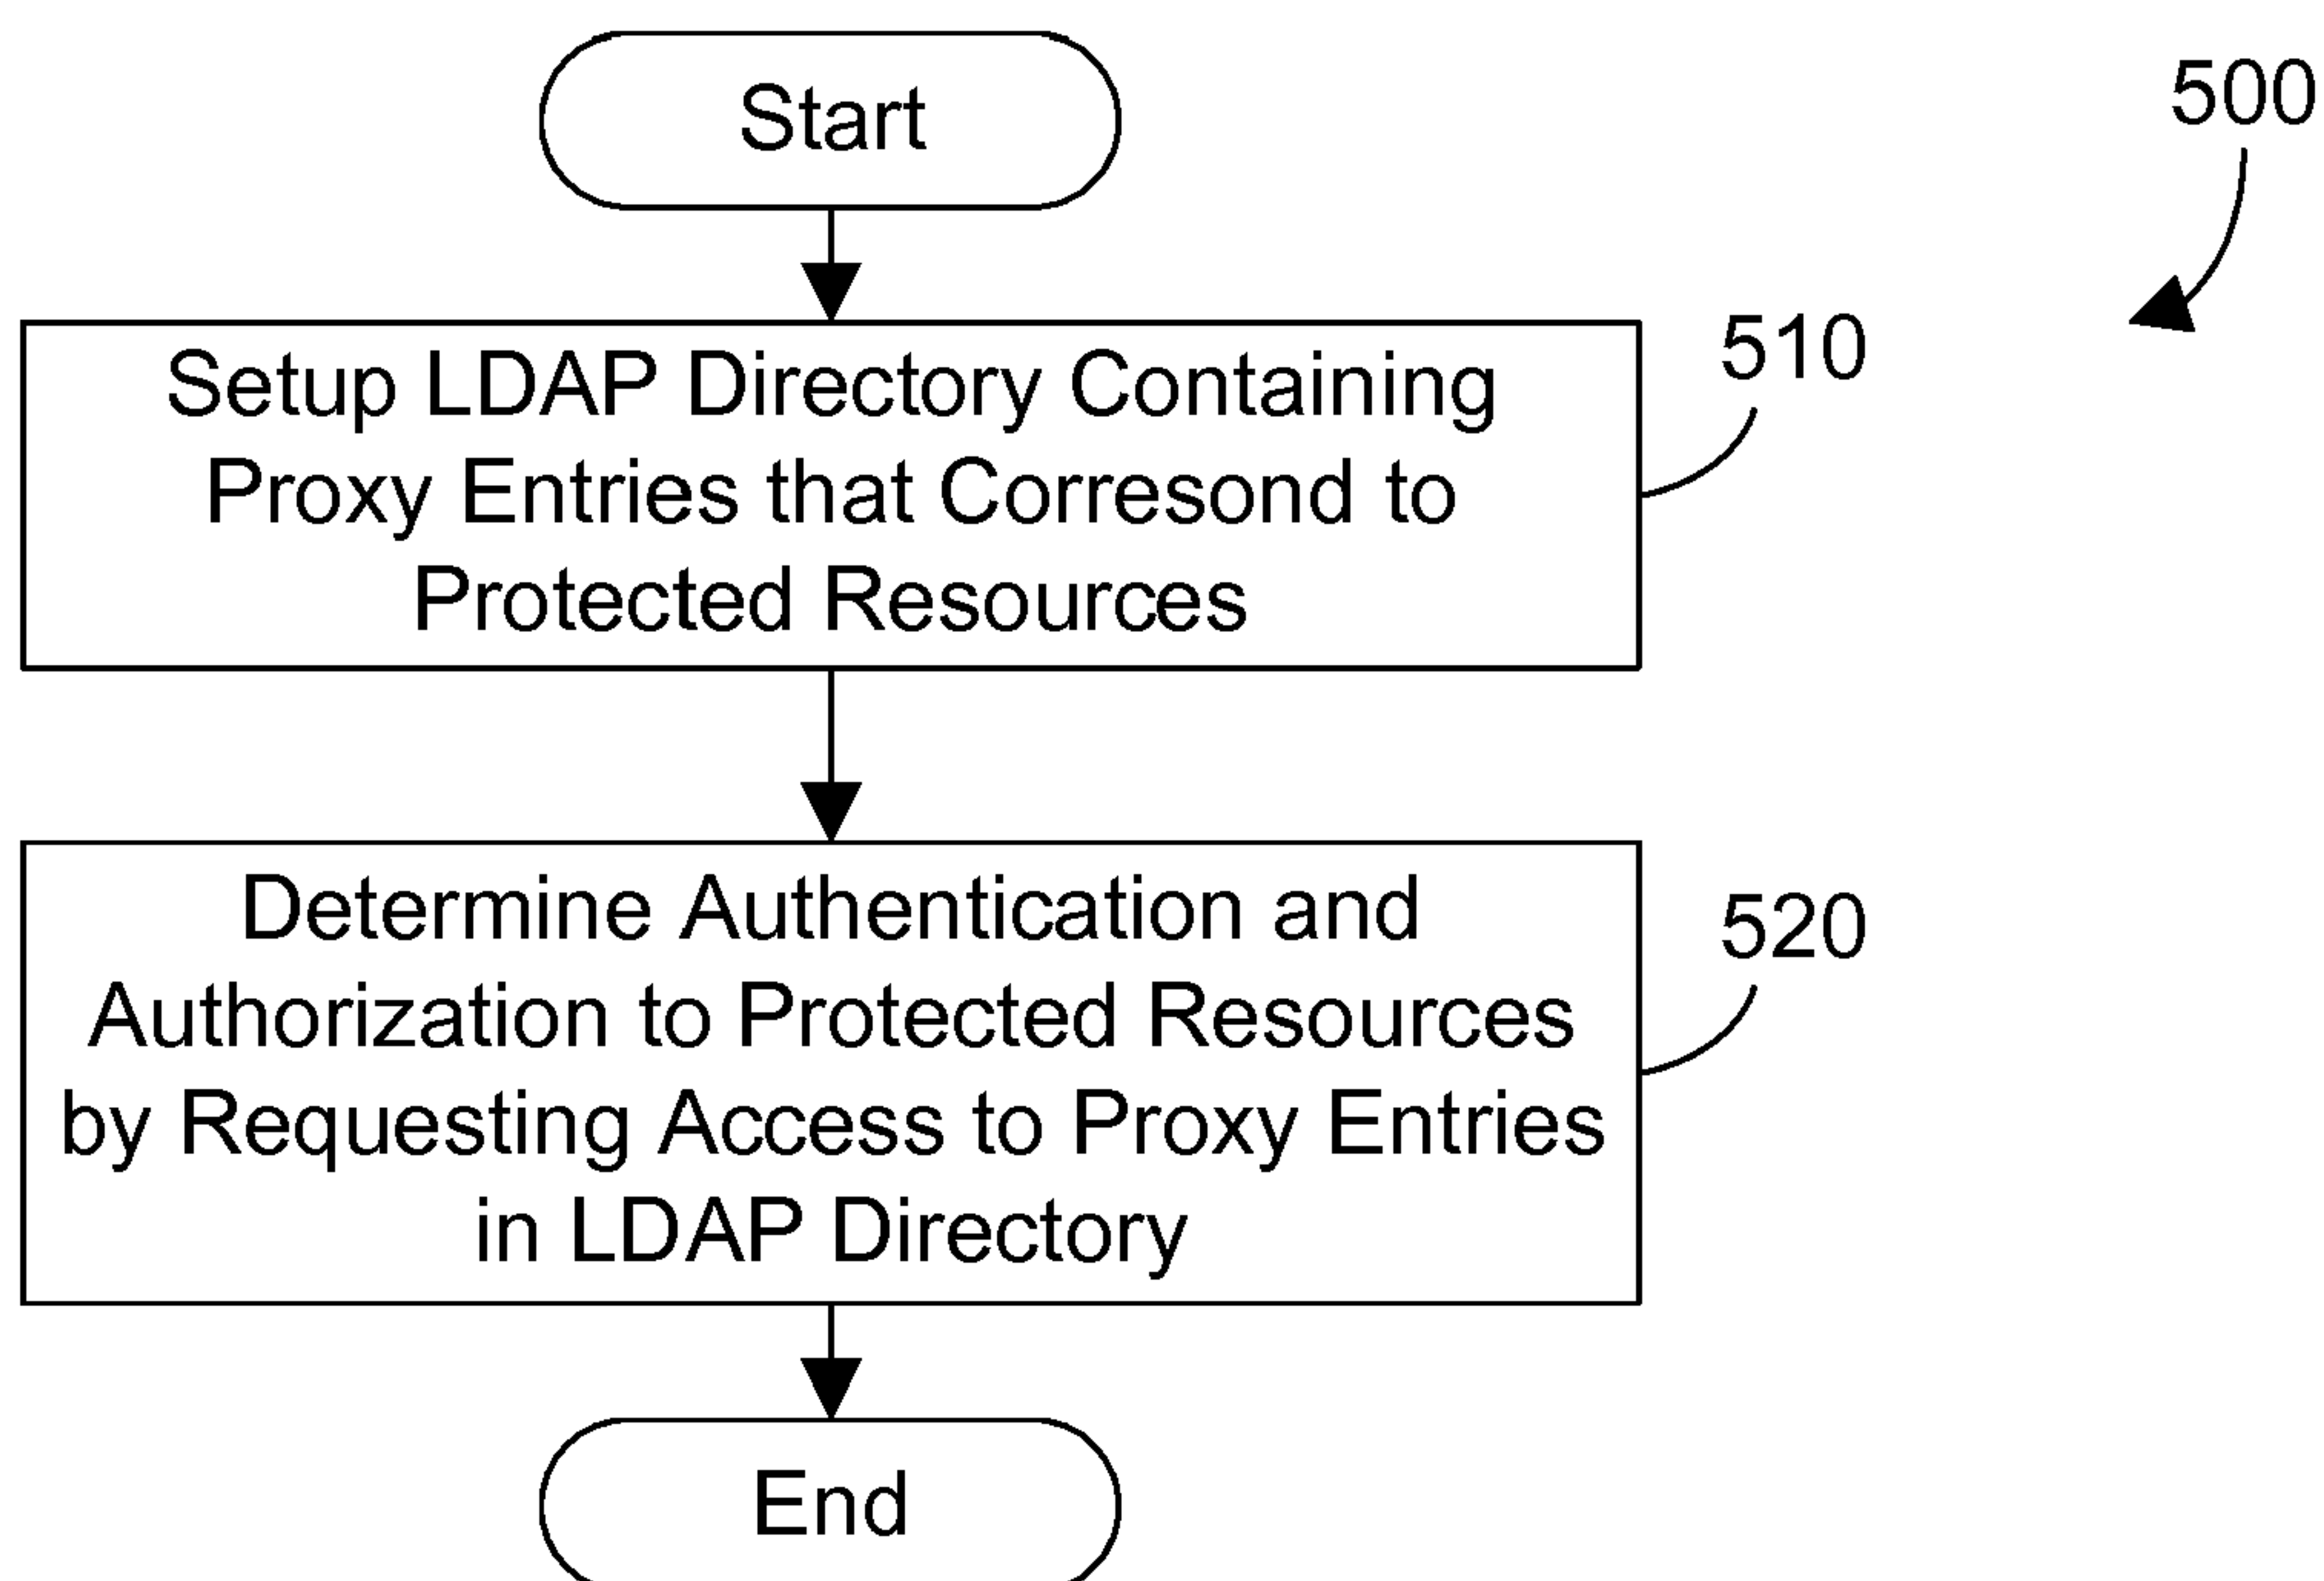 Start
500
Setup LDAP Directory Containing
Proxy Entries that Corresond to
Protected Resources
510
Determine Authentication and
Authorization to Protected Resources
by Requesting Access to Proxy Entries
in LDAP Directory
520
End